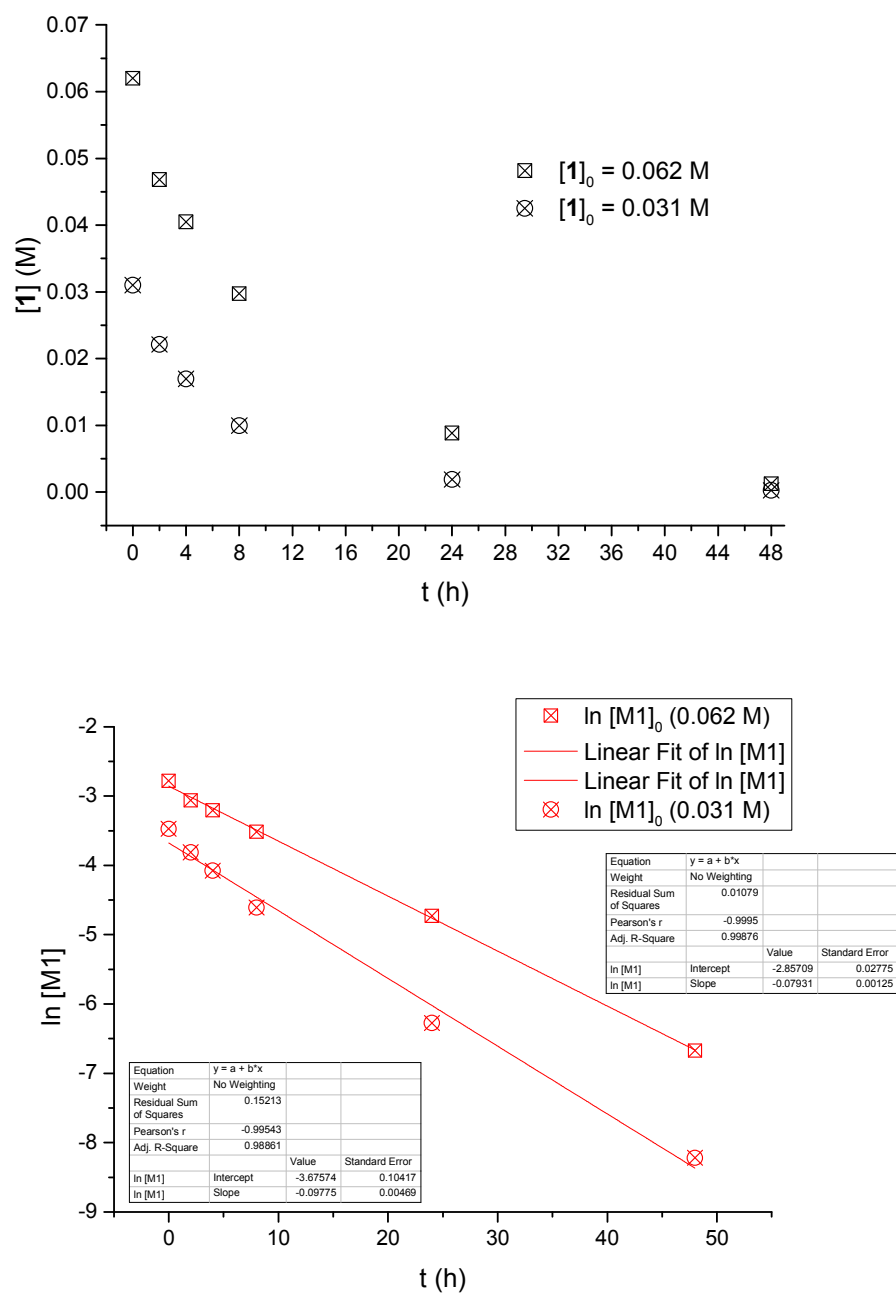 0.07
0.06
0.05
0.04
0.03
0.02
0.01
0.00
[1] (M)
[1]0 = 0.062 M
[1]0 = 0.031 M
0 4 8 12 16 20 24 28 32 36 40 44 48
t (h)
ln [M1]0 (0.062 M)
Linear Fit of ln [M1]
Linear Fit of ln [M1]
ln [M1]0 (0.031 M)
-2
-3
-4
-5
-6
-7
-8
-9
ln [M1]
Equation y = a + b*x
Weight No Weighting
Residual Sum
of Squares 0.01079
Pearson's r -0.9995
Adj. R-Square 0.99876
Value Standard Error
ln [M1] Intercept -2.85709 0.02775
ln [M1] Slope -0.07931 0.00125
Equation y = a + b*x
Weight No Weighting
Residual Sum
of Squares 0.15213
Pearson's r -0.99543
Adj. R-Square 0.98861
Value Standard Error
ln [M1] Intercept -3.67574 0.10417
ln [M1] Slope -0.09775 0.00469
0 10 20 30 40 50
t (h)